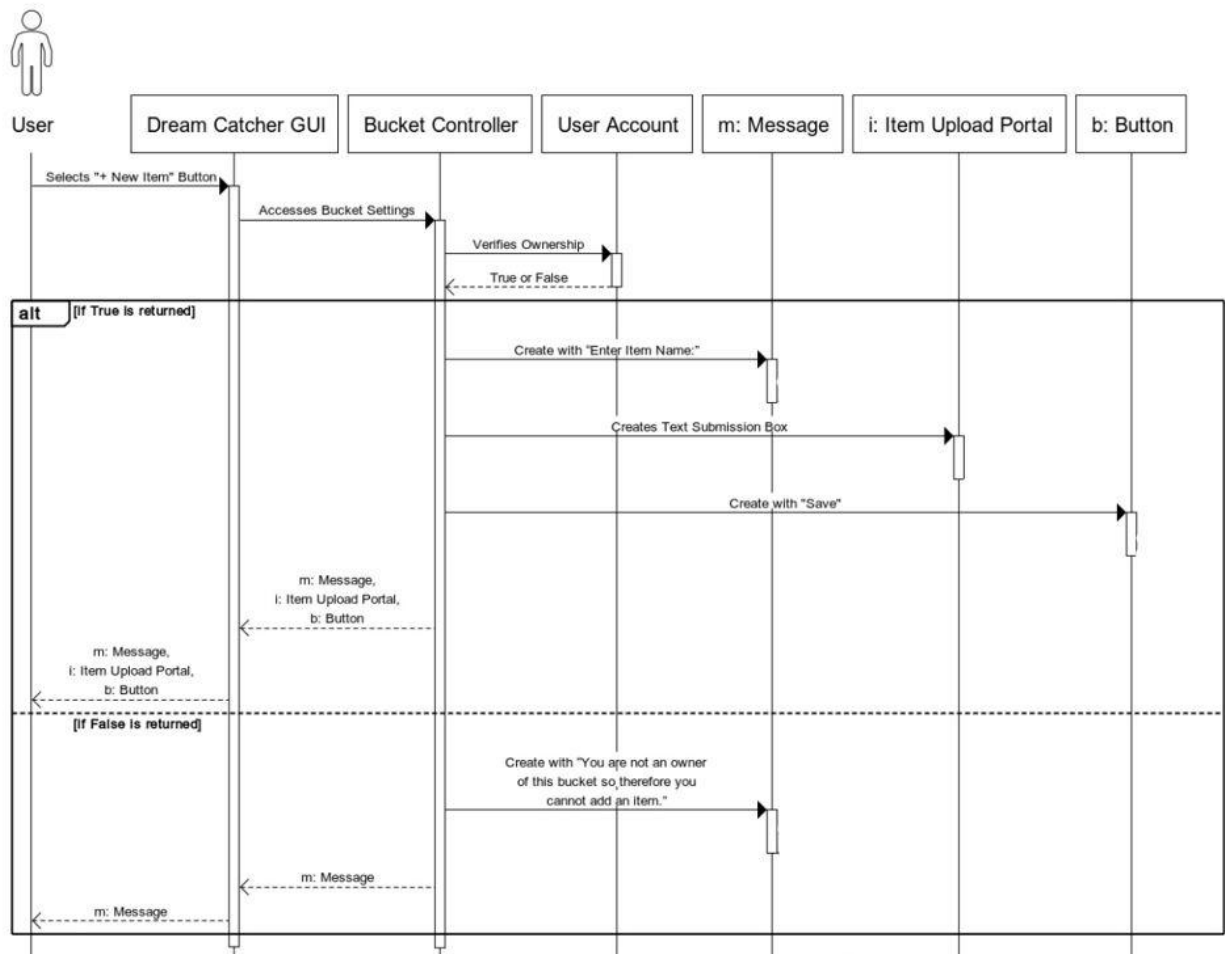 User
Dream Catcher GUI
Bucket Controller
User Account
m: Message
i: Item Upload Portal
b: Button
Selects "+ New Item" Button
Accesses Bucket Settings
Verifies Ownership
True or False
alt
[If True is returned]
Create with "Enter Item Name:"
Creates Text Submission Box
Create with "Save"
m: Message,
i: Item Upload Portal,
b: Button
m: Message,
i: Item Upload Portal,
b: Button
[If False is returned]
Create with "You are not an owner
of this bucket so therefore you
cannot add an item."
m: Message
m: Message